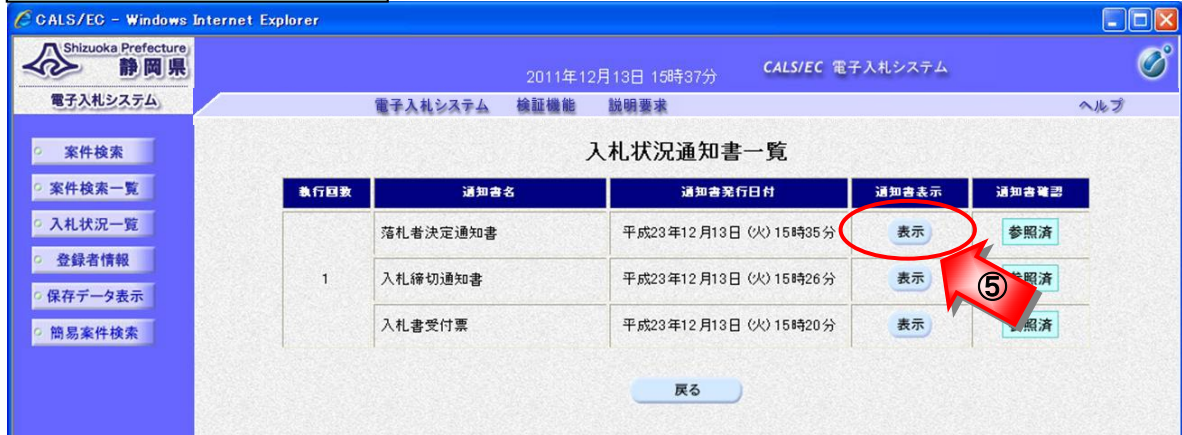 CALS/EC - Windows Internet Explorer
Shizuoka Prefecture
静岡県
電子入札システム
2011年12月13日 15時37分
CALS/EC 電子入札システム
電子入札システム 検証機能 説明要求 ヘルプ
案件検索
案件検索一覧
入札状況一覧
登録者情報
保存データ表示
簡易案件検索
入札状況通知書一覧
執行回数 通知書名 通知書発行日付 通知書表示 通知書確認
落札者決定通知書 平成23年12月13日 (火) 15時35分 表示 参照済
1 入札締切通知書 平成23年12月13日 (火) 15時26分 表示 参照済
⑤
入札書受付票 平成23年12月13日 (火) 15時20分 表示 参照済
戻る